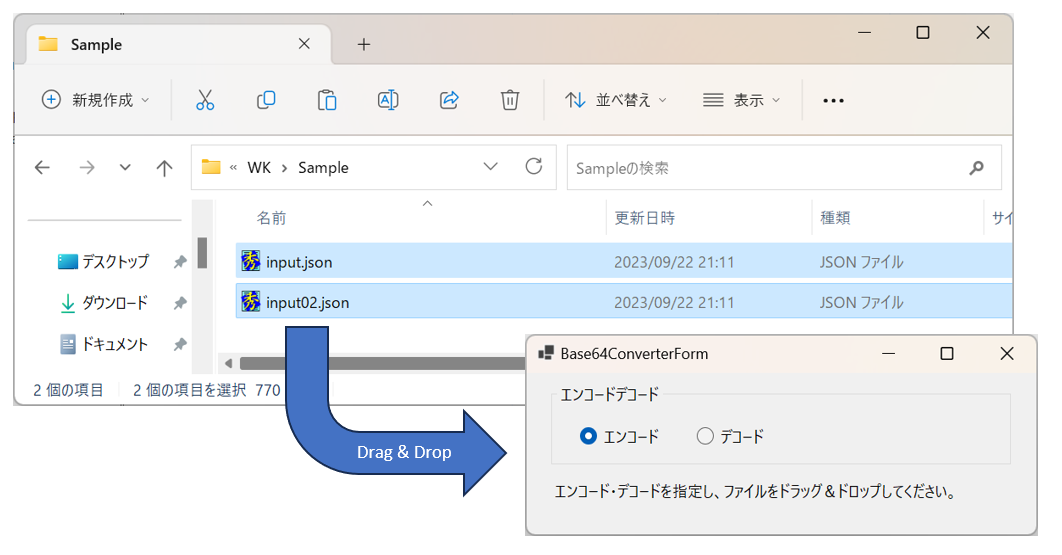 Sample
新規作成
並べ替え
表示
« WK › Sample
Sampleの検索
名前 更新日時 種類 サイ
デスクトップ
input.json 2023/09/22 21:11 JSON ファイル
ダウンロード
input02.json 2023/09/22 21:11 JSON ファイル
ドキュメント
2 個の項目 2 個の項目を選択 770
Drag & Drop
Base64ConverterForm
エンコードデコード
エンコード デコード
エンコード・デコードを指定し、ファイルをドラッグ&ドロップしてください。